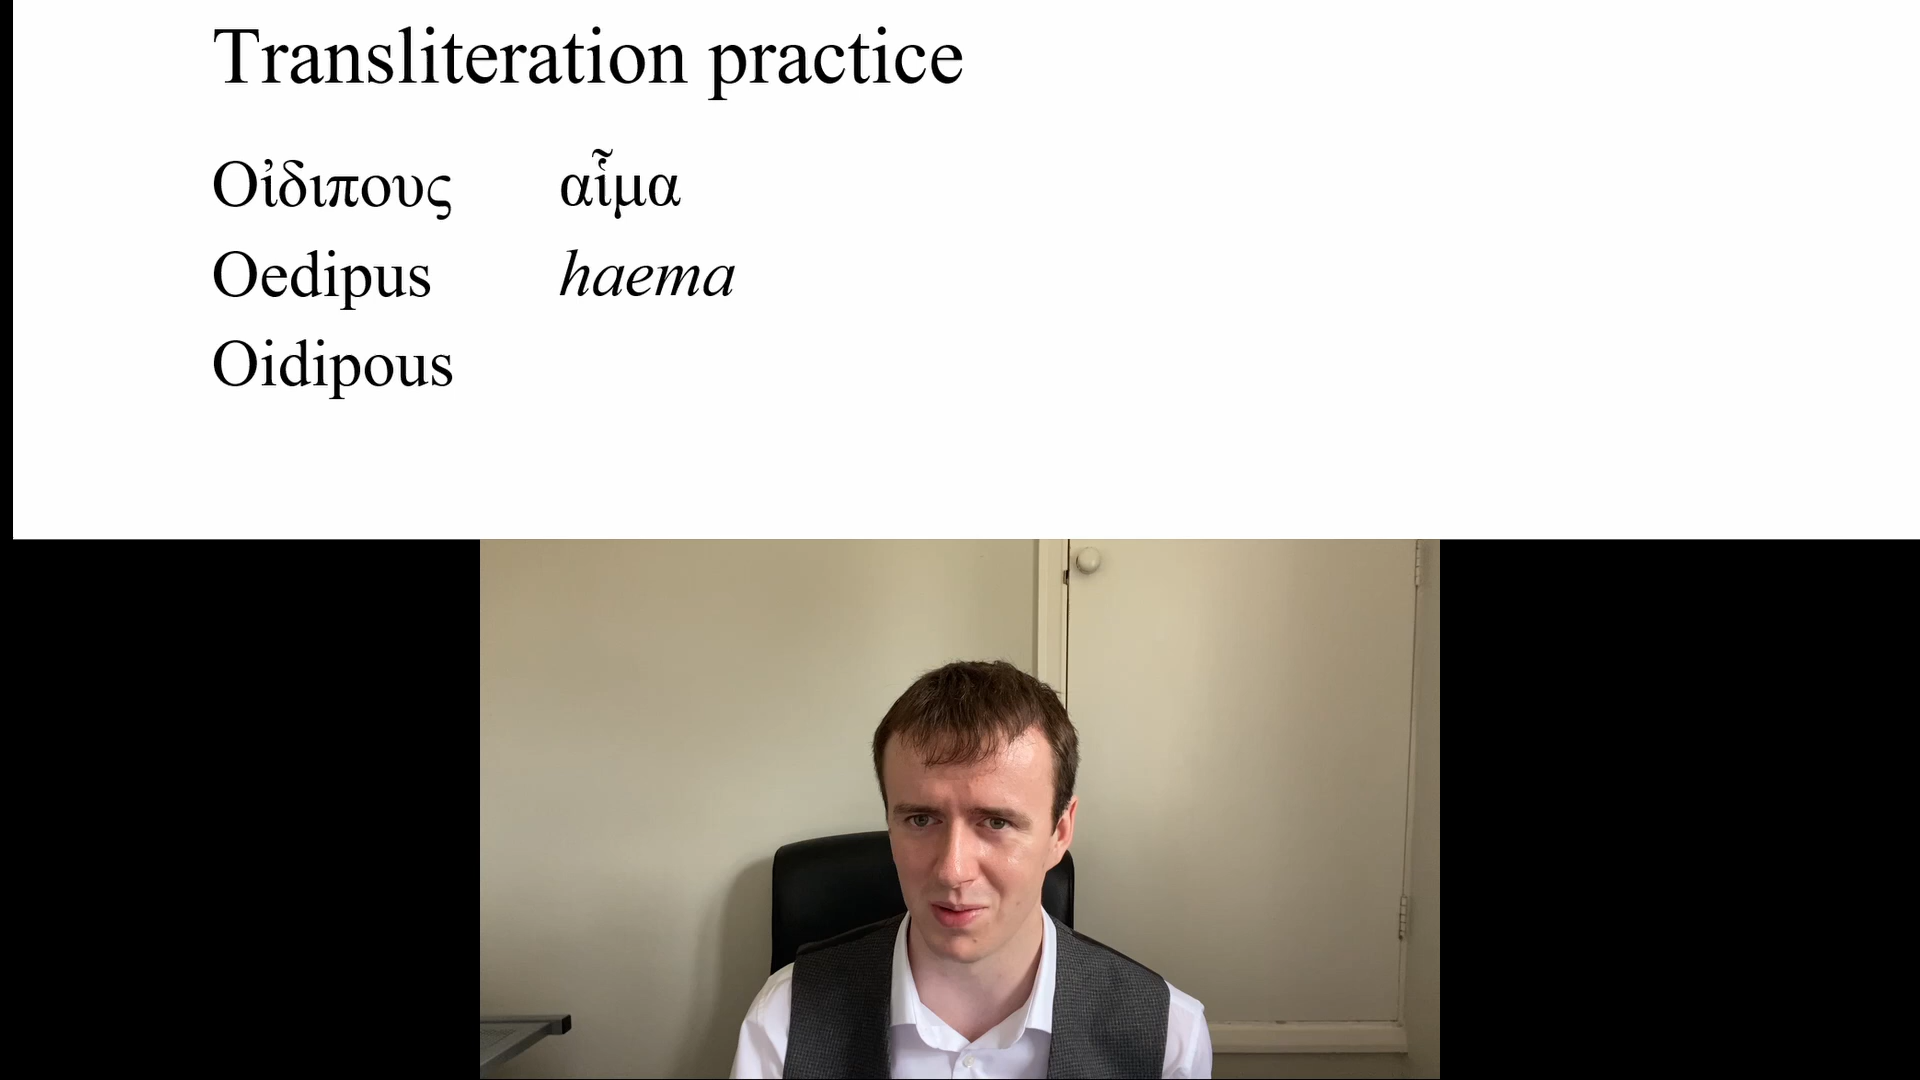 Transliteration practice
Οἰδιπους αἷμα
Oedipus haema
Oidipous